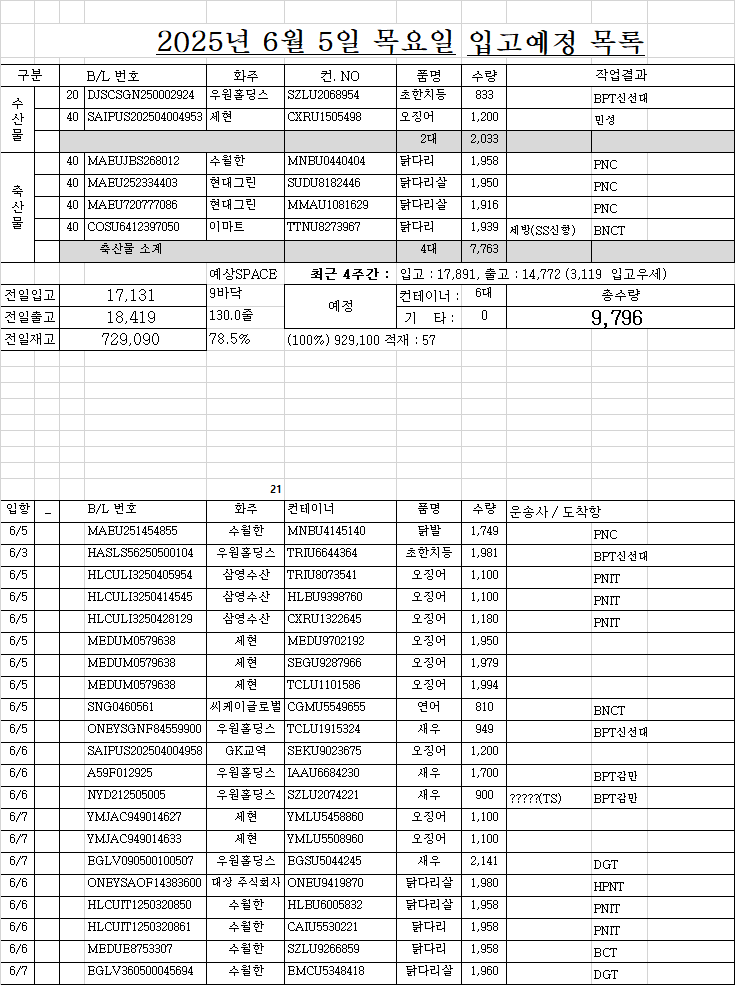 2025년 6월 5일 목요일 입고예정 목록
구분 B/L 번호 화주 컨. NO 품명 수량 작업결과
수산물
20 DJSCSGN250002924 우원홀딩스 SZLU2068954 초한치등 833 BPT신선대
40 SAIPUS202504004953 세현 CXRU1505498 오징어 1,200 민성
2대 2,033
축산물
40 MAEUJBS268012 수월한 MNBU0440404 닭다리 1,958 PNC
40 MAEU252334403 현대그린 SUDU8182446 닭다리살 1,950 PNC
40 MAEU720777086 현대그린 MMAU1081629 닭다리살 1,916 PNC
40 COSU6412397050 이마트 TTNU8273967 닭다리 1,939 세방(SS신항) BNCT
축산물 소계 4대 7,763
예상SPACE 최근 4주간 : 입고 : 17,891, 출고 : 14,772 (3,119 입고우세)
전일입고 17,131 9바닥 예정 컨테이너 : 6대 총수량
전일출고 18,419 130.0줄 기 타 : 0 9,796
전일재고 729,090 78.5% (100%) 929,100 적재 : 57
21
입항 _ B/L 번호 화주 컨테이너 품명 수량 운송사 / 도착항
6/5 MAEU251454855 수월한 MNBU4145140 닭발 1,749 PNC
6/3 HASLS56250500104 우원홀딩스 TRIU6644364 초한치등 1,981 BPT신선대
6/5 HLCULI3250405954 삼영수산 TRIU8073541 오징어 1,100 PNIT
6/5 HLCULI3250414545 삼영수산 HLBU9398760 오징어 1,100 PNIT
6/5 HLCULI3250428129 삼영수산 CXRU1322645 오징어 1,180 PNIT
6/5 MEDUM0579638 세현 MEDU9702192 오징어 1,950
6/5 MEDUM0579638 세현 SEGU9287966 오징어 1,979
6/5 MEDUM0579638 세현 TCLU1101586 오징어 1,994
6/5 SNG0460561 씨케이글로벌 CGMU5549655 연어 810 BNCT
6/5 ONEYSGNF84559900 우원홀딩스 TCLU1915324 새우 949 BPT신선대
6/6 SAIPUS202504004958 GK교역 SEKU9023675 오징어 1,200
6/6 A59F012925 우원홀딩스 IAAU6684230 새우 1,700 BPT감만
6/6 NYD212505005 우원홀딩스 SZLU2074221 새우 900 ?????(TS) BPT감만
6/7 YMJAC949014627 세현 YMLU5458860 오징어 1,100
6/7 YMJAC949014633 세현 YMLU5508960 오징어 1,100
6/7 EGLV090500100507 우원홀딩스 EGSU5044245 새우 2,141 DGT
6/6 ONEYSAOF14383600 대상 주식회사 ONEU9419870 닭다리살 1,980 HPNT
6/6 HLCUIT1250320850 수월한 HLBU6005832 닭다리살 1,958 PNIT
6/6 HLCUIT1250320861 수월한 CAIU5530221 닭다리 1,958 PNIT
6/6 MEDUE8753307 수월한 SZLU9266859 닭다리 1,958 BCT
6/7 EGLV360500045694 수월한 EMCU5348418 닭다리살 1,960 DGT